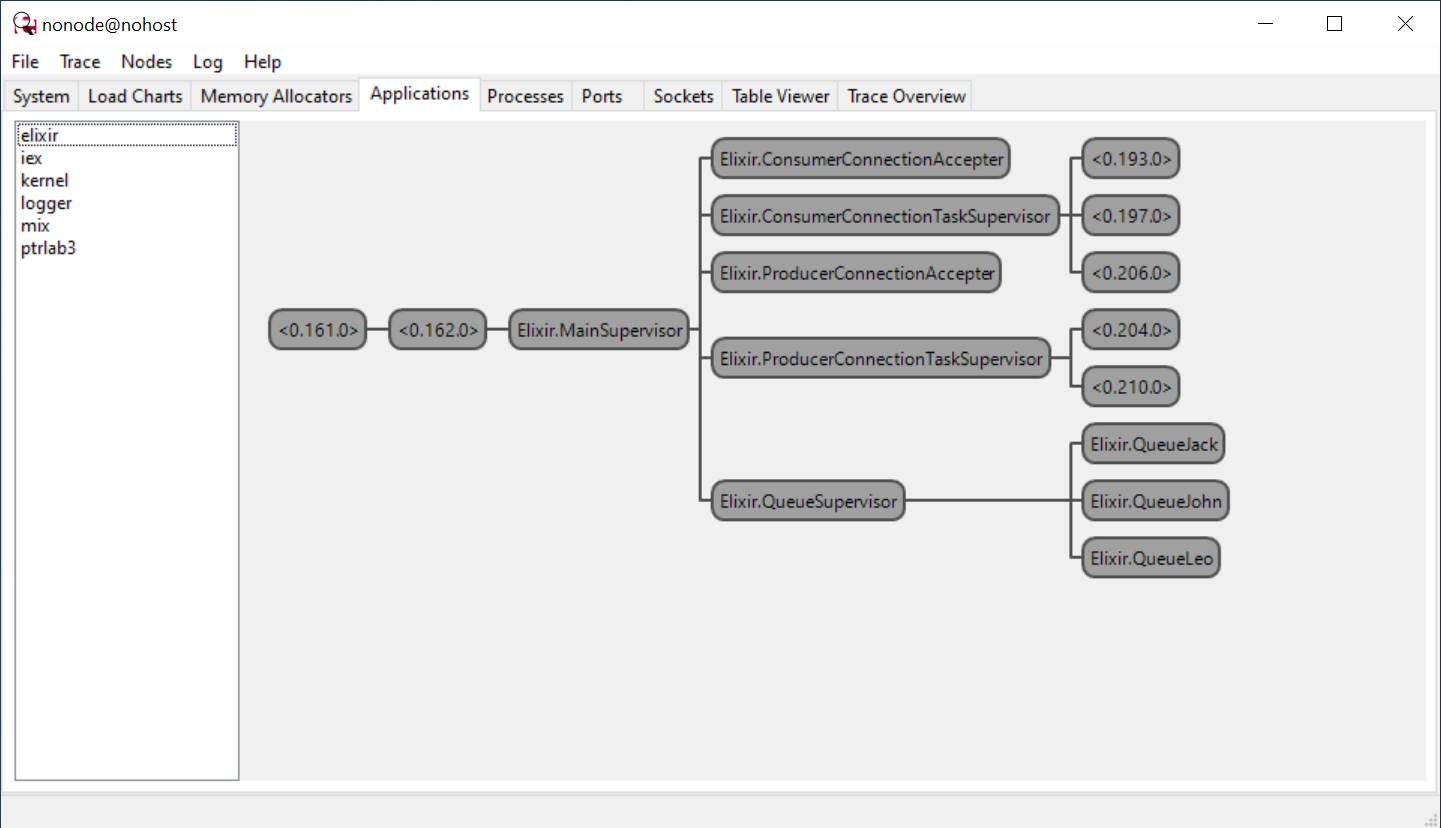 nonode@nohost
File Trace Nodes Log Help
System Load Charts Memory Allocators Applications Processes Ports Sockets Table Viewer Trace Overview
elixir
iex
kernel
logger
mix
ptrlab3
Elixir.ConsumerConnectionAccepter <0.193.0>
Elixir.ConsumerConnectionTaskSupervisor <0.197.0>
Elixir.ProducerConnectionAccepter <0.206.0>
<0.161.0> <0.162.0> Elixir.MainSupervisor <0.204.0>
Elixir.ProducerConnectionTaskSupervisor
<0.210.0>
Elixir.QueueJack
Elixir.QueueSupervisor Elixir.QueueJohn
Elixir.QueueLeo